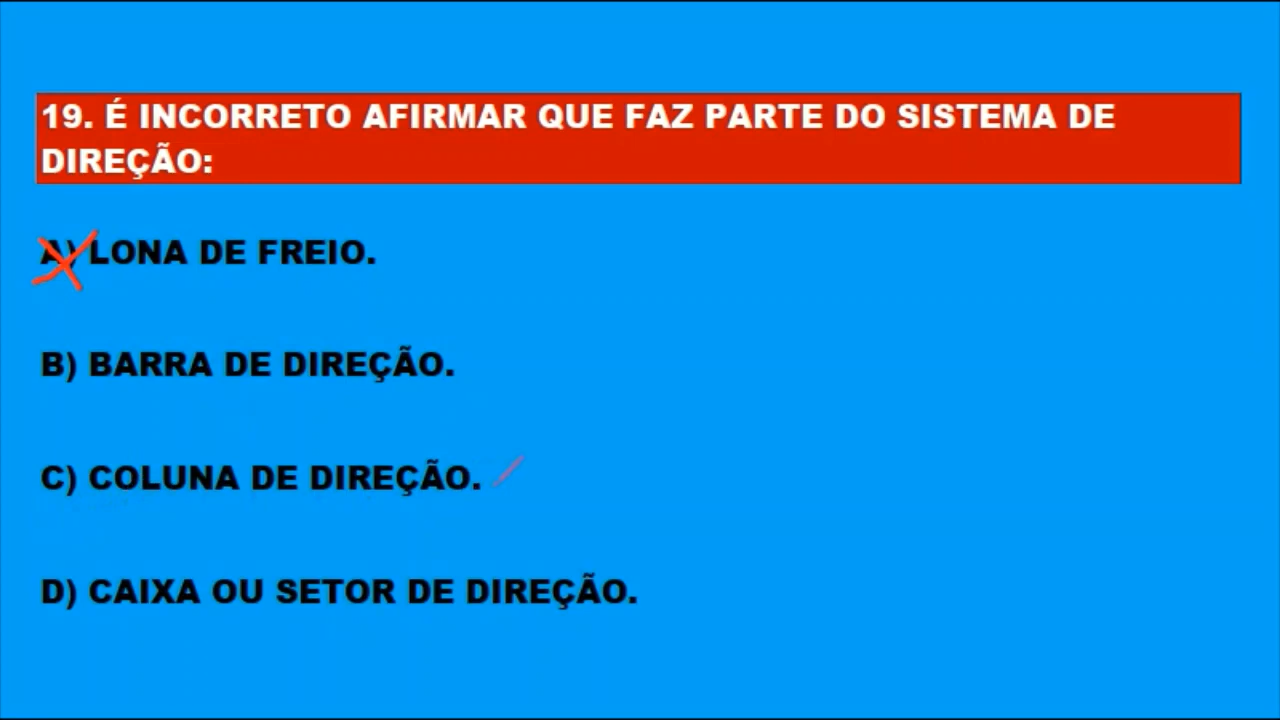 19. É INCORRETO AFIRMAR QUE FAZ PARTE DO SISTEMA DE
DIREÇÃO:
A) LONA DE FREIO.
B) BARRA DE DIREÇÃO.
C) COLUNA DE DIREÇÃO.
D) CAIXA OU SETOR DE DIREÇÃO.